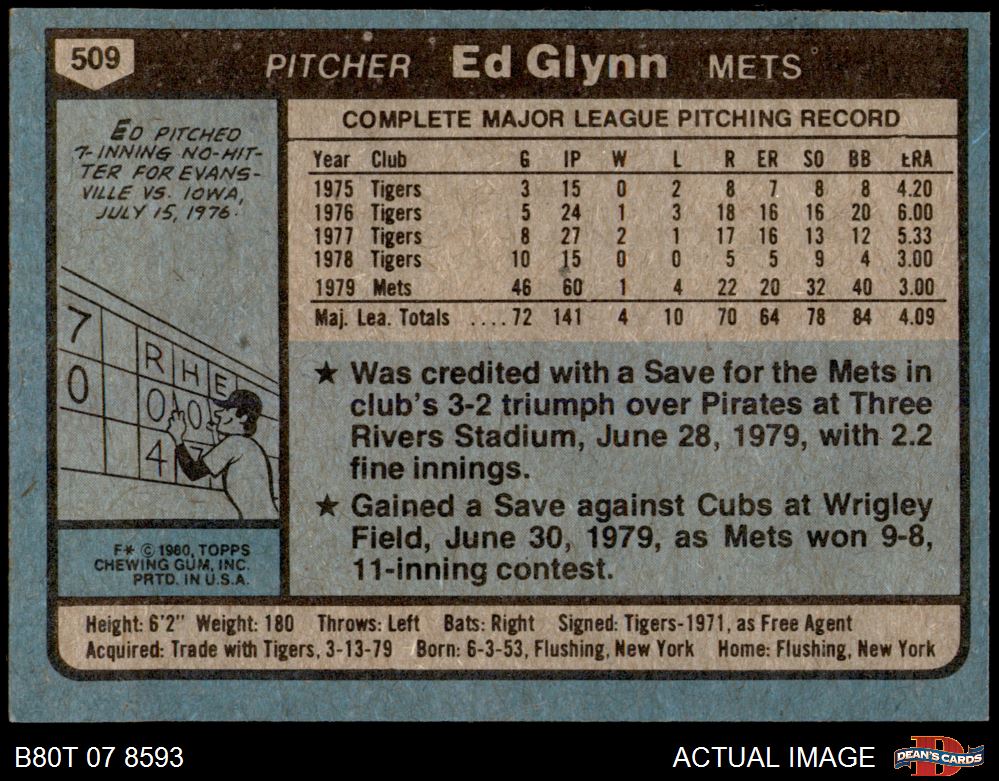 509
PITCHER Ed Glynn METS
ED PITCHED
7-INNING NO-HIT-
TER FOR EVANS-
VILLE VS. IOWA,
JULY 15, 1976.
7
0
R H E
0 0
4
F* © 1980, TOPPS
CHEWING GUM, INC.
PRTD. IN U.S.A.
COMPLETE MAJOR LEAGUE PITCHING RECORD
Year Club G IP W L R ER SO BB ERA
1975 Tigers 3 15 0 2 8 7 8 8 4.20
1976 Tigers 5 24 1 3 18 16 16 20 6.00
1977 Tigers 8 27 2 1 17 16 13 12 5.33
1978 Tigers 10 15 0 0 5 5 9 4 3.00
1979 Mets 46 60 1 4 22 20 32 40 3.00
Maj. Lea. Totals ....72 141 4 10 70 64 78 84 4.09
★ Was credited with a Save for the Mets in
club's 3-2 triumph over Pirates at Three
Rivers Stadium, June 28, 1979, with 2.2
fine innings.
★ Gained a Save against Cubs at Wrigley
Field, June 30, 1979, as Mets won 9-8,
11-inning contest.
Height: 6'2" Weight: 180 Throws: Left Bats: Right Signed: Tigers-1971, as Free Agent
Acquired: Trade with Tigers, 3-13-79 Born: 6-3-53, Flushing, New York Home: Flushing, New York
B80T 07 8593
ACTUAL IMAGE
D
DEAN'S CARDS